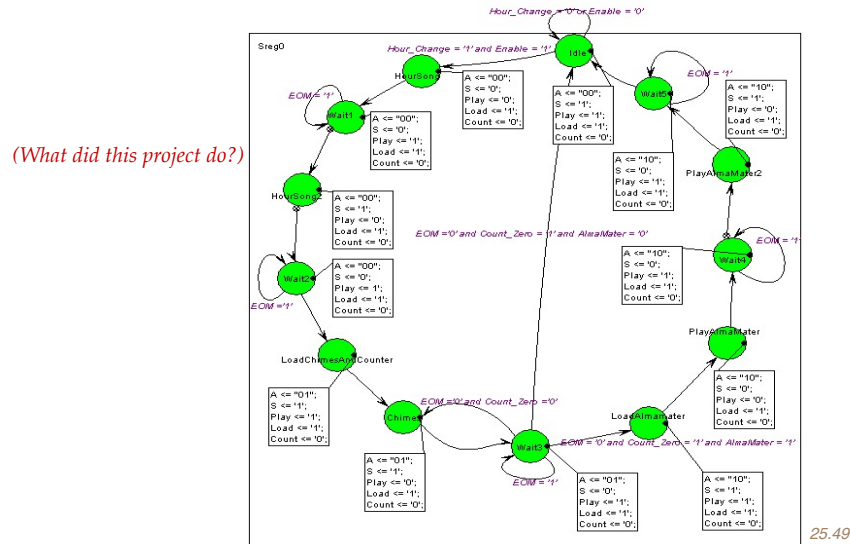 Hour_Change = '0' or Enable = '0'
Sreg0
Hour_Change = '1' and Enable = '1'
Idle
A <= "00";
S <= '1';
Play <= '1';
Load <= '1';
Count <= '0';
HourSong
A <= "00";
S <= '0';
Play <= '0';
Load <= '1';
Count <= '0';
EOM = '1'
Wait1
A <= "00";
S <= '0';
Play <= '1';
Load <= '1';
Count <= '0';
(What did this project do?)
HourSong2
A <= "00";
S <= '1';
Play <= '0';
Load <= '1';
Count <= '0';
Wait2
A <= "00";
S <= '0';
Play <= 1';
Load <= '1';
Count <= '0';
EOM ='1'
LoadChimesAndCounter
A <= "01";
S <= '1';
Play <= '1';
Load <= '1';
Count <= '0';
Chimes
EOM ='0' and Count_Zero ='0'
A <= "01";
S <= '1';
Play <= '0';
Load <= '1';
Count <= '0';
Wait3
EOM = '1'
A <= "01";
S <= '0';
Play <= '1';
Load <= '1';
Count <= '0';
EOM ='0' and Count_Zero = '1' and AlmaMater = '0'
EOM = '0' and Count_Zero = '1' and AlmaMater = '1'
LoadAlmamater
A <= "10";
S <= '1';
Play <= '1';
Load <= '1';
Count <= '0';
PlayAlmaMater
A <= "10";
S <= '0';
Play <= '0';
Load <= '1';
Count <= '0';
Wait4
EOM = '1'
A <= "10";
S <= '0';
Play <= '1';
Load <= '1';
Count <= '0';
PlayAlmaMater2
A <= "10";
S <= '1';
Play <= '0';
Load <= '1';
Count <= '0';
Wait5
EOM = '1'
A <= "10";
S <= '0';
Play <= '1';
Load <= '1';
Count <= '0';
25.49